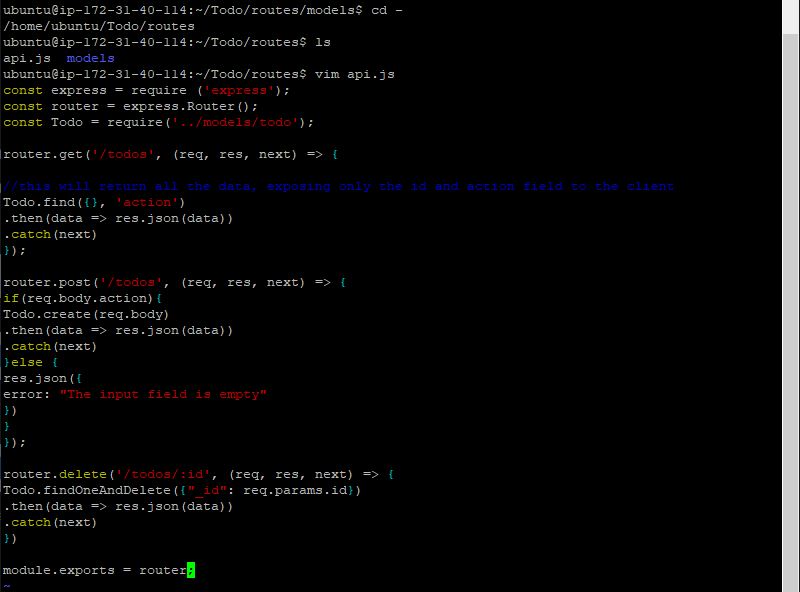 ubuntu@ip-172-31-40-114:~/Todo/routes/models$ cd -
/home/ubuntu/Todo/routes
ubuntu@ip-172-31-40-114:~/Todo/routes$ ls
api.js  models
ubuntu@ip-172-31-40-114:~/Todo/routes$ vim api.js
const express = require ('express');
const router = express.Router();
const Todo = require('../models/todo');

router.get('/todos', (req, res, next) => {

//this will return all the data, exposing only the id and action field to the client
Todo.find({}, 'action')
.then(data => res.json(data))
.catch(next)
});

router.post('/todos', (req, res, next) => {
if(req.body.action){
Todo.create(req.body)
.then(data => res.json(data))
.catch(next)
}else {
res.json({
error: "The input field is empty"
})
}
});

router.delete('/todos/:id', (req, res, next) => {
Todo.findOneAndDelete({"_id": req.params.id})
.then(data => res.json(data))
.catch(next)
})

module.exports = router;
~